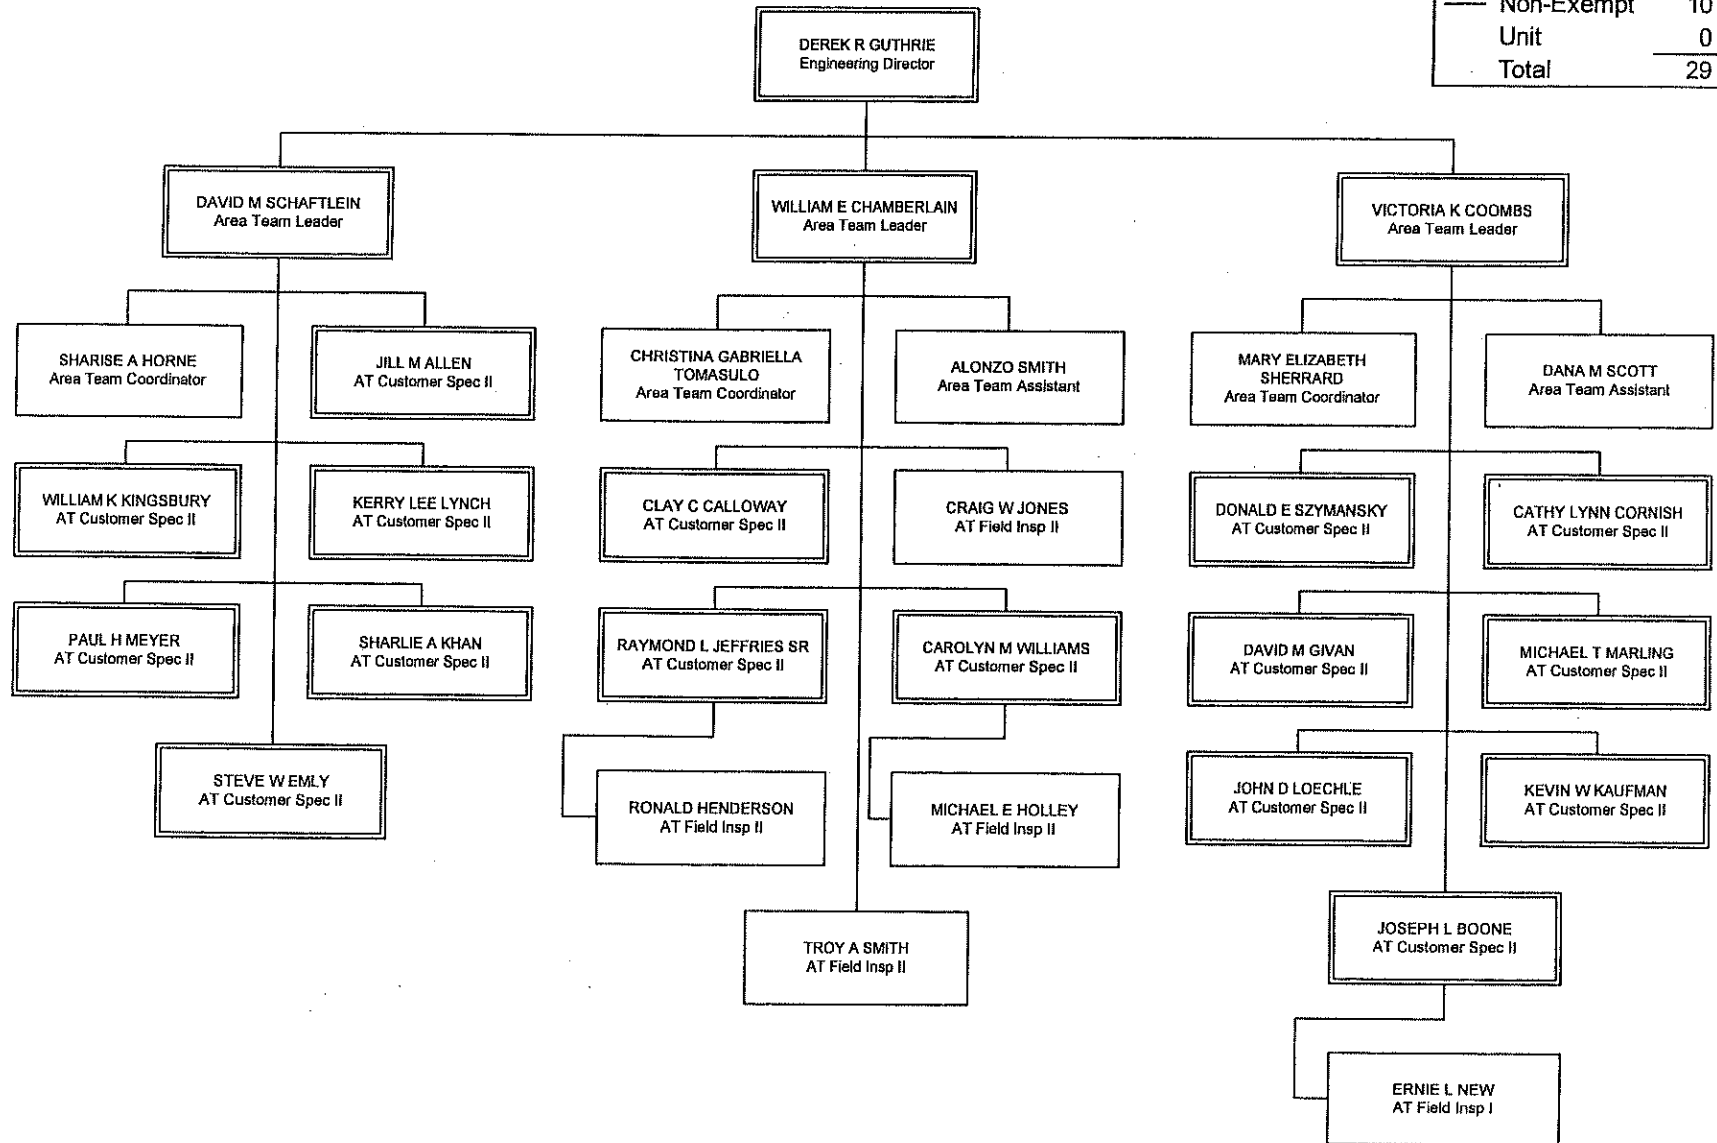 Non-Exempt 10
Unit 0
Total 29
DEREK R GUTHRIE
Engineering Director
DAVID M SCHAFTLEIN
Area Team Leader
WILLIAM E CHAMBERLAIN
Area Team Leader
VICTORIA K COOMBS
Area Team Leader
SHARISE A HORNE
Area Team Coordinator
JILL M ALLEN
AT Customer Spec II
CHRISTINA GABRIELLA
TOMASULO
Area Team Coordinator
ALONZO SMITH
Area Team Assistant
MARY ELIZABETH
SHERRARD
Area Team Coordinator
DANA M SCOTT
Area Team Assistant
WILLIAM K KINGSBURY
AT Customer Spec II
KERRY LEE LYNCH
AT Customer Spec II
CLAY C CALLOWAY
AT Customer Spec II
CRAIG W JONES
AT Field Insp II
DONALD E SZYMANSKY
AT Customer Spec II
CATHY LYNN CORNISH
AT Customer Spec II
PAUL H MEYER
AT Customer Spec II
SHARLIE A KHAN
AT Customer Spec II
RAYMOND L JEFFRIES SR
AT Customer Spec II
CAROLYN M WILLIAMS
AT Customer Spec II
DAVID M GIVAN
AT Customer Spec II
MICHAEL T MARLING
AT Customer Spec II
STEVE W EMLY
AT Customer Spec II
RONALD HENDERSON
AT Field Insp II
MICHAEL E HOLLEY
AT Field Insp II
JOHN D LOECHLE
AT Customer Spec II
KEVIN W KAUFMAN
AT Customer Spec II
TROY A SMITH
AT Field Insp II
JOSEPH L BOONE
AT Customer Spec II
ERNIE L NEW
AT Field Insp I